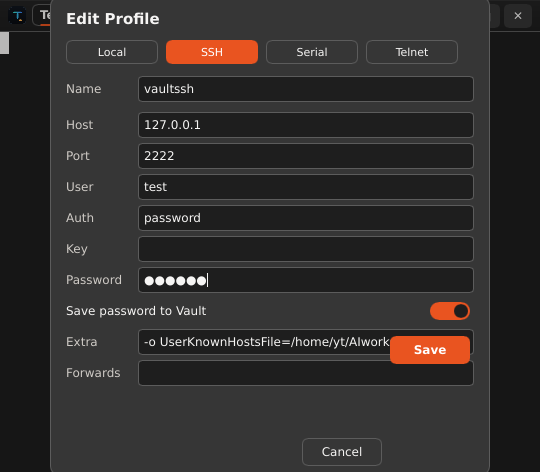 Te
Edit Profile
Local SSH Serial Telnet
Name vaultssh
Host 127.0.0.1
Port 2222
User test
Auth password
Key
Password ●●●●●●
Save password to Vault
Extra -o UserKnownHostsFile=/home/yt/AIwork
Save
Forwards
Cancel